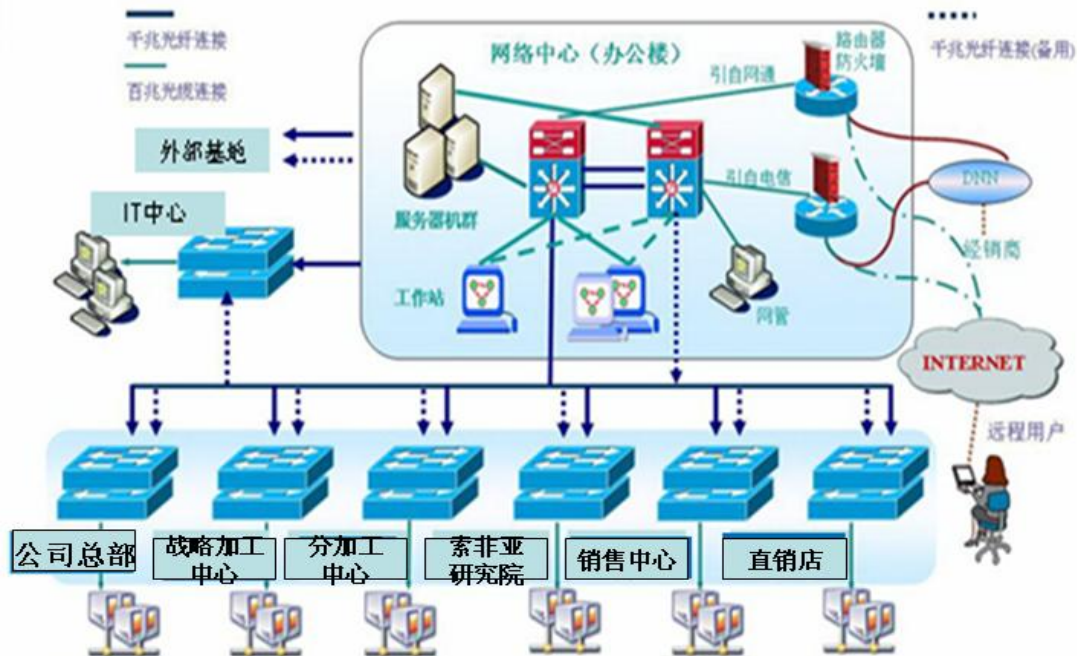 千兆光纤连接
百兆光缆连接
千兆光纤连接(备用)
网络中心（办公楼）
路由器
防火墙
引自网通
外部基地
IT中心
引自电信
DNN
服务器机群
经销商
工作站
网管
INTERNET
远程用户
公司总部
战略加工
中心
分加工
中心
索非亚
研究院
销售中心
直销店